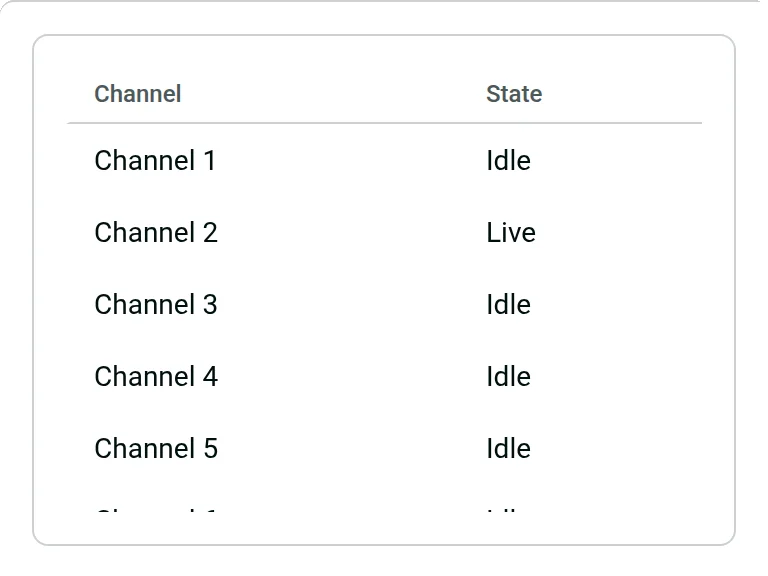 Channel State
Channel 1 Idle
Channel 2 Live
Channel 3 Idle
Channel 4 Idle
Channel 5 Idle